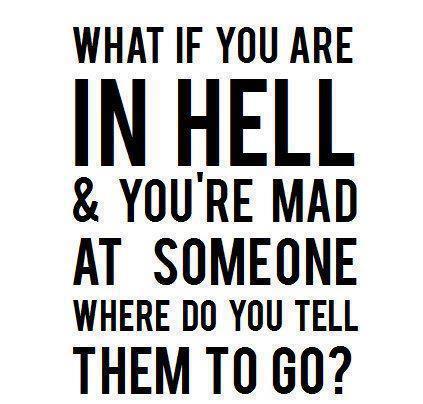 WHAT IF YOU ARE
IN HELL
& YOU'RE MAD
AT SOMEONE
WHERE DO YOU TELL
THEM TO GO?